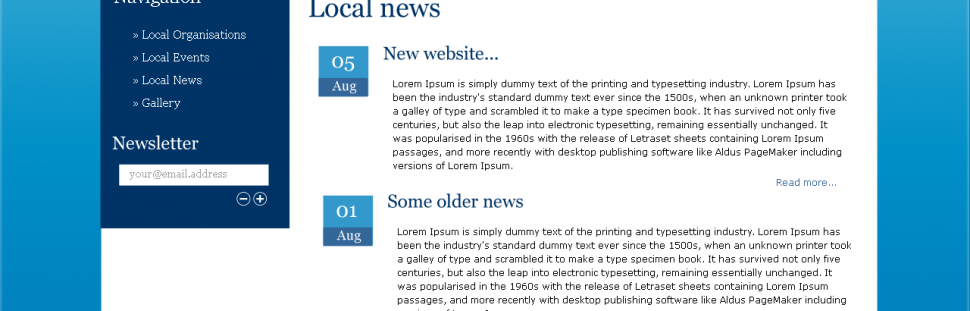 Navigation
» Local Organisations
» Local Events
» Local News
» Gallery
Newsletter
your@email.address
Local news
05
Aug
New website...
Lorem Ipsum is simply dummy text of the printing and typesetting industry. Lorem Ipsum has
been the industry's standard dummy text ever since the 1500s, when an unknown printer took
a galley of type and scrambled it to make a type specimen book. It has survived not only five
centuries, but also the leap into electronic typesetting, remaining essentially unchanged. It
was popularised in the 1960s with the release of Letraset sheets containing Lorem Ipsum
passages, and more recently with desktop publishing software like Aldus PageMaker including
versions of Lorem Ipsum.
Read more...
01
Aug
Some older news
Lorem Ipsum is simply dummy text of the printing and typesetting industry. Lorem Ipsum has
been the industry's standard dummy text ever since the 1500s, when an unknown printer took
a galley of type and scrambled it to make a type specimen book. It has survived not only five
centuries, but also the leap into electronic typesetting, remaining essentially unchanged. It
was popularised in the 1960s with the release of Letraset sheets containing Lorem Ipsum
passages, and more recently with desktop publishing software like Aldus PageMaker including